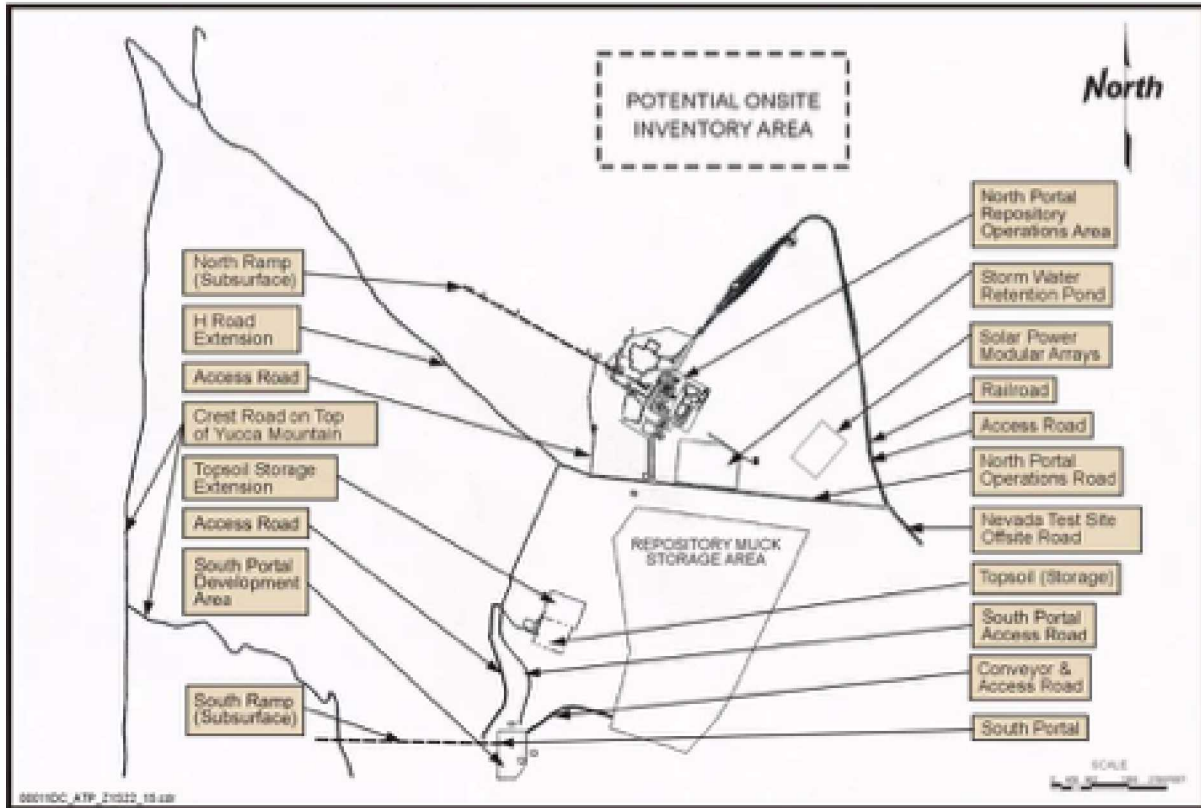 POTENTIAL ONSITE
INVENTORY AREA
North
North Ramp
(Subsurface)
H Road
Extension
Access Road
Crest Road on Top
of Yucca Mountain
Topsoil Storage
Extension
Access Road
South Portal
Development
Area
South Ramp
(Subsurface)
REPOSITORY MUCK
STORAGE AREA
North Portal
Repository
Operations Area
Storm Water
Retention Pond
Solar Power
Modular Arrays
Railroad
Access Road
North Portal
Operations Road
Nevada Test Site
Offsite Road
Topsoil (Storage)
South Portal
Access Road
Conveyor &
Access Road
South Portal
SCALE